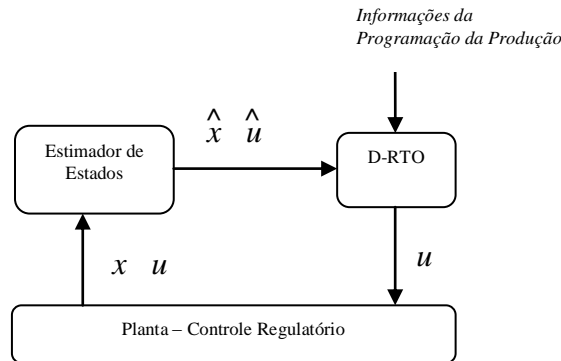 Informações da
Programação da Produção
^ ^
x u
Estimador de
Estados
D-RTO
x u
u
Planta – Controle Regulatório